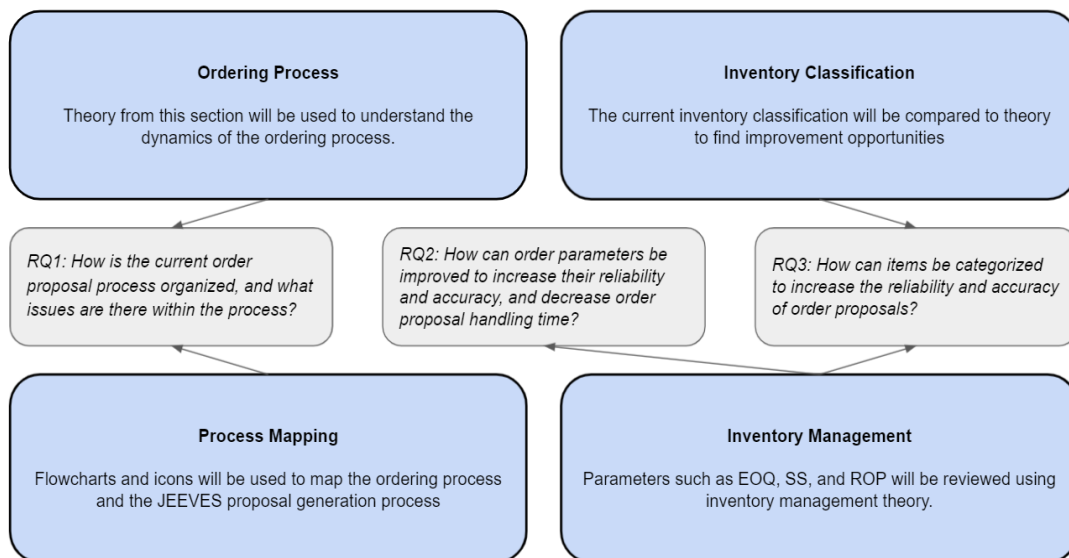 Ordering Process
Theory from this section will be used to understand the
dynamics of the ordering process.
Inventory Classification
The current inventory classification will be compared to theory
to find improvement opportunities
RQ1: How is the current order
proposal process organized, and what
issues are there within the process?
RQ2: How can order parameters be
improved to increase their reliability
and accuracy, and decrease order
proposal handling time?
RQ3: How can items be categorized
to increase the reliability and accuracy
of order proposals?
Process Mapping
Flowcharts and icons will be used to map the ordering process
and the JEEVES proposal generation process
Inventory Management
Parameters such as EOQ, SS, and ROP will be reviewed using
inventory management theory.